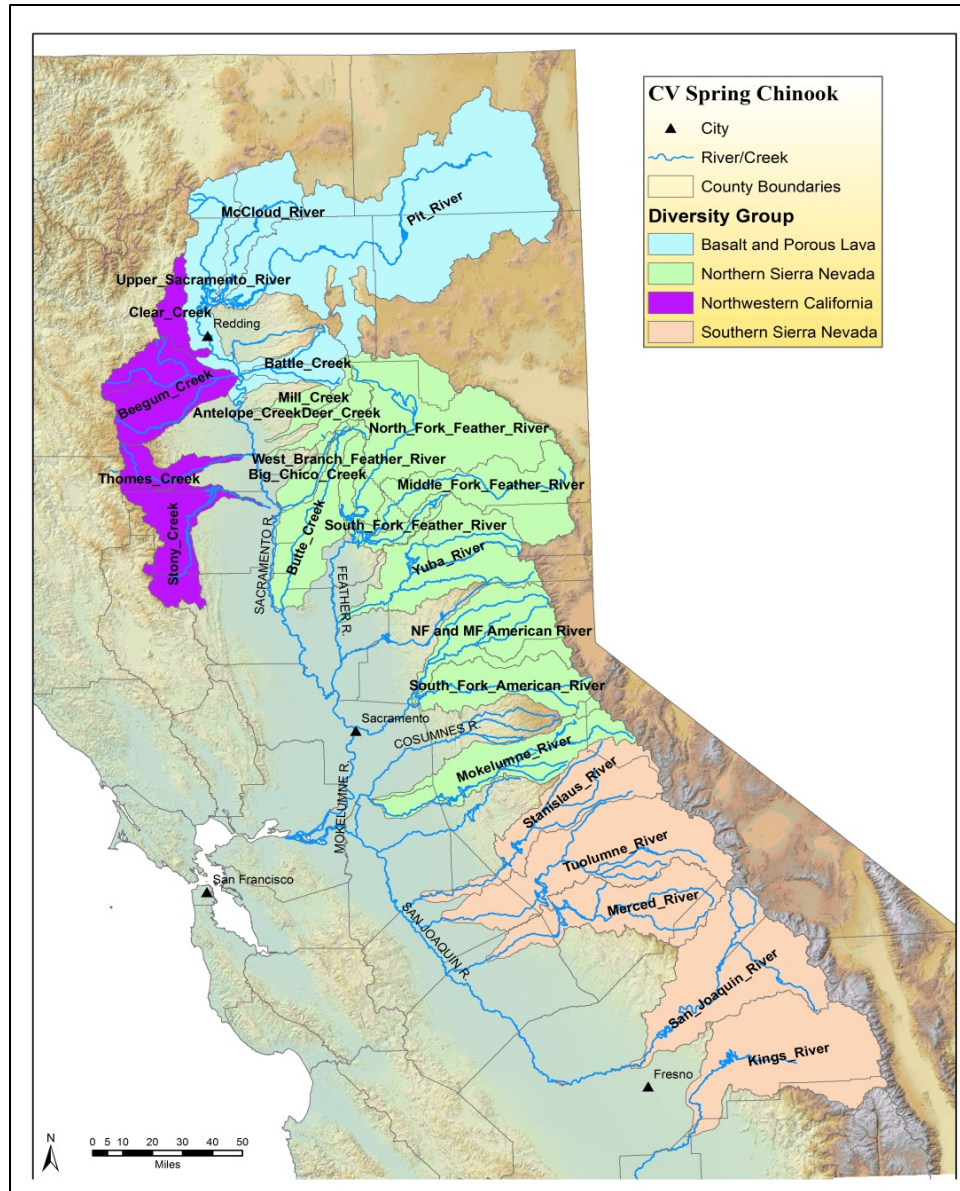 CV Spring Chinook
City
River/Creek
County Boundaries
Diversity Group
Basalt and Porous Lava
Northern Sierra Nevada
Northwestern California
Southern Sierra Nevada
McCloud_River
Pit_River
Upper_Sacramento_River
Clear_Creek
Redding
Battle_Creek
Beegum_Creek
Mill_Creek
Antelope_CreekDeer_Creek
North_Fork_Feather_River
West_Branch_Feather_River
Big_Chico_Creek
Thomes_Creek
Middle_Fork_Feather_River
South_Fork_Feather_River
Stony_Creek
SACRAMENTO R.
Butte_Creek
FEATHER R.
Yuba_River
NF and MF American River
South_Fork_American_River
Sacramento
COSUMNES R.
Mokelumne_River
MOKELUMNE R.
Stanislaus_River
Tuolumne_River
San Francisco
Merced_River
SAN JOAQUIN R.
San_Joaquin_River
Kings_River
Fresno
N
0 5 10 20 30 40 50
Miles